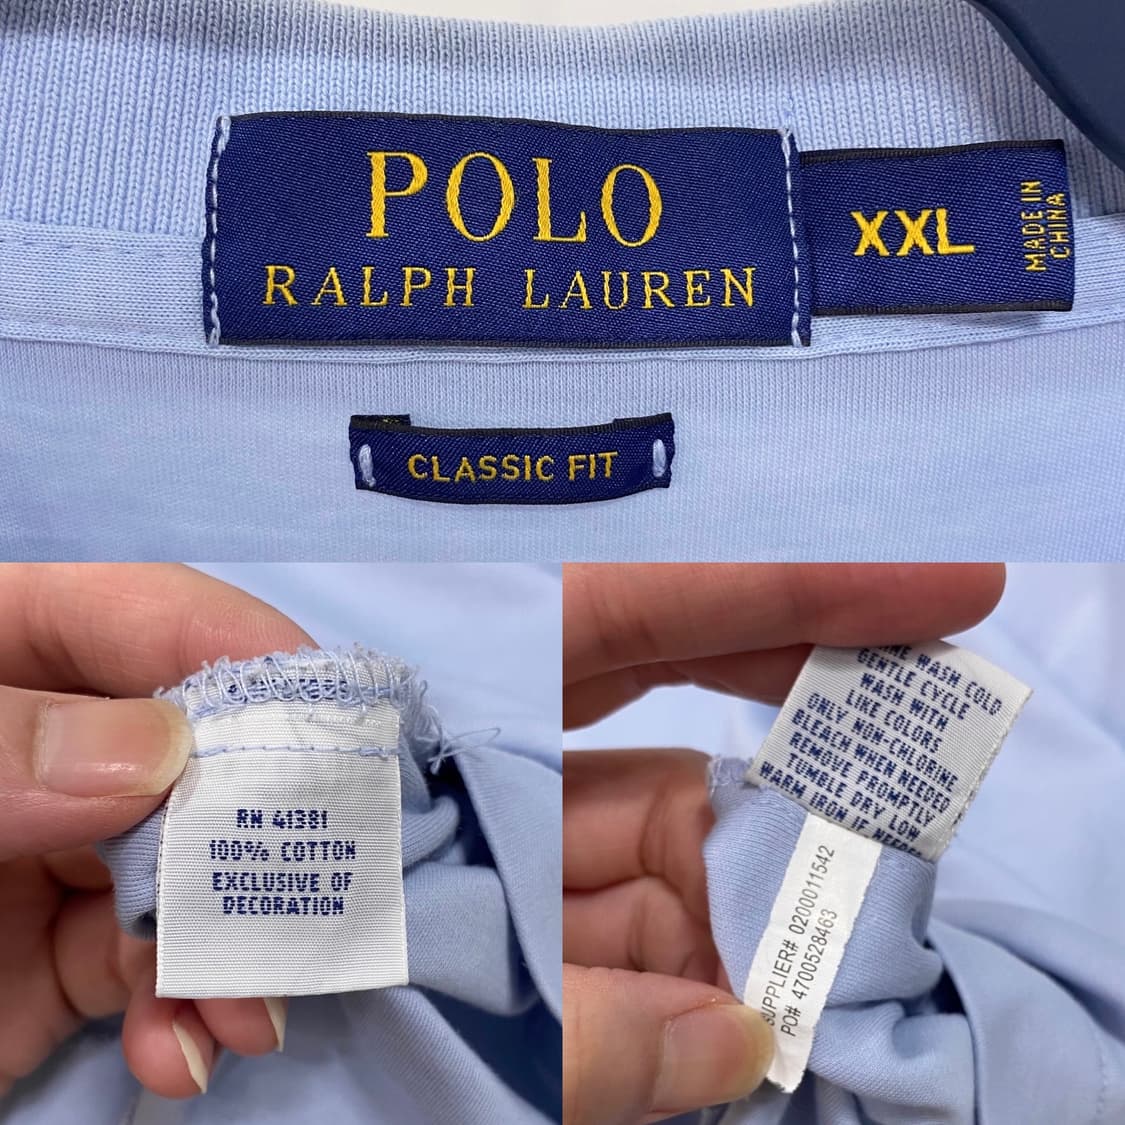 POLO
RALPH LAUREN
XXL
MADE IN
CHINA
CLASSIC FIT
RN 41381
100% COTTON
EXCLUSIVE OF
DECORATION
WASH COLD
GENTLE CYCLE
WASH WITH
LIKE COLORS
ONLY NON-CHLORINE
BLEACH WHEN NEEDED
REMOVE PROMPTLY
TUMBLE DRY LOW
WARM IRON IF
SUPPLIER# 0200011542
PO# 4700528463